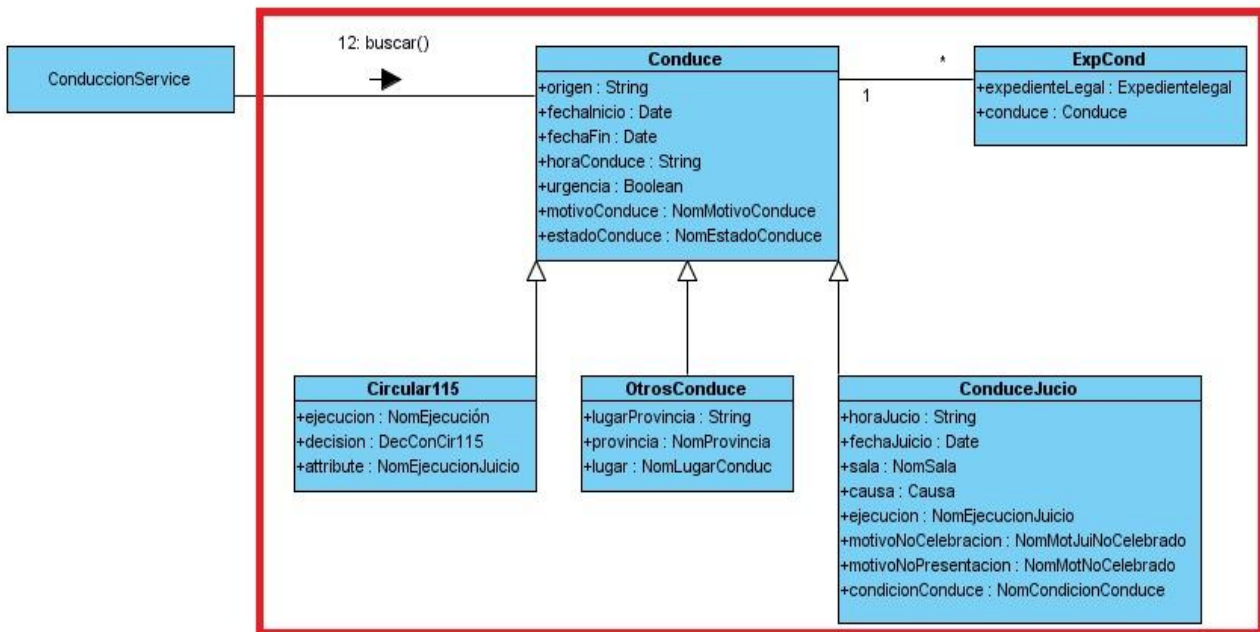 ConduccionService
12: buscar()
Conduce
+origen : String
+fechaInicio : Date
+fechaFin : Date
+horaConduce : String
+urgencia : Boolean
+motivoConduce : NomMotivoConduce
+estadoConduce : NomEstadoConduce
*
1
ExpCond
+expedienteLegal : Expedientelegal
+conduce : Conduce
Circular115
+ejecucion : NomEjecución
+decision : DecConCir115
+attribute : NomEjecucionJuicio
OtrosConduce
+lugarProvincia : String
+provincia : NomProvincia
+lugar : NomLugarConduc
ConduceJucio
+horaJucio : String
+fechaJuicio : Date
+sala : NomSala
+causa : Causa
+ejecucion : NomEjecucionJuicio
+motivoNoCelebracion : NomMotJuiNoCelebrado
+motivoNoPresentacion : NomMotNoCelebrado
+condicionConduce : NomCondicionConduce